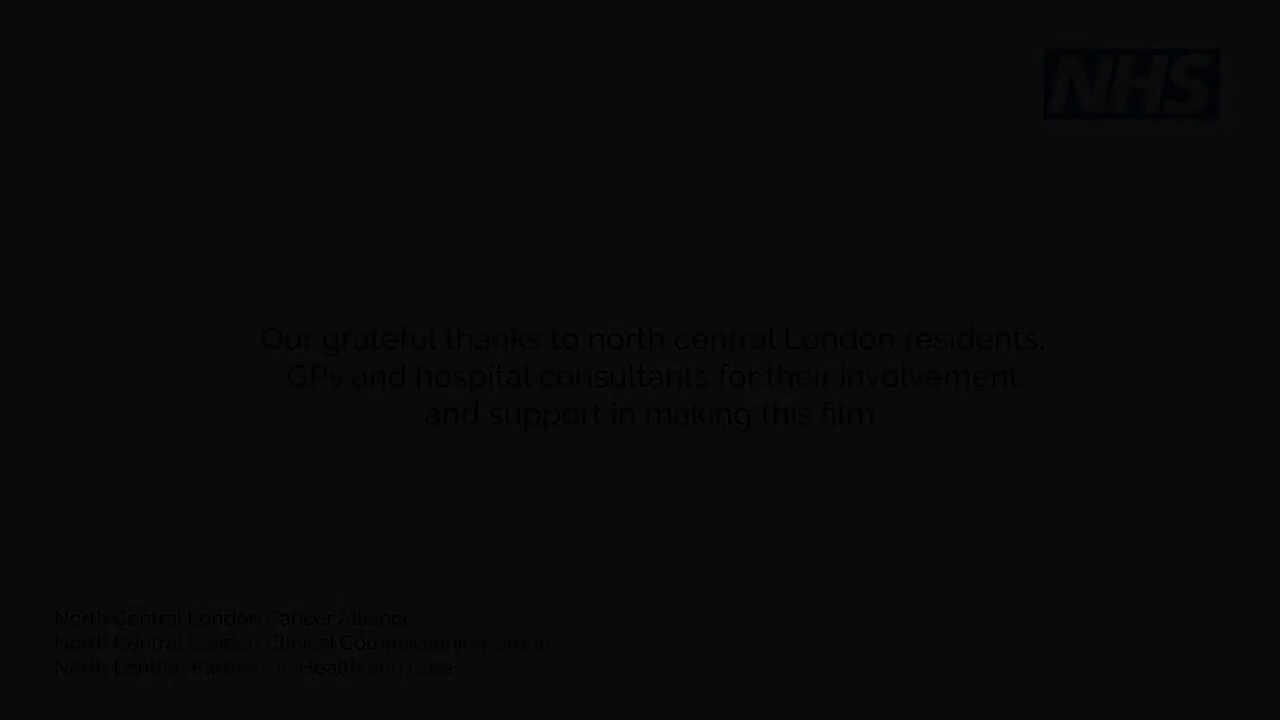 NHS
Our grateful thanks to north central London residents,
GPs and hospital consultants for their involvement
and support in making this film
North Central London Cancer Alliance
North Central London Clinical Commissioning Group
North London Partners in Health and Care